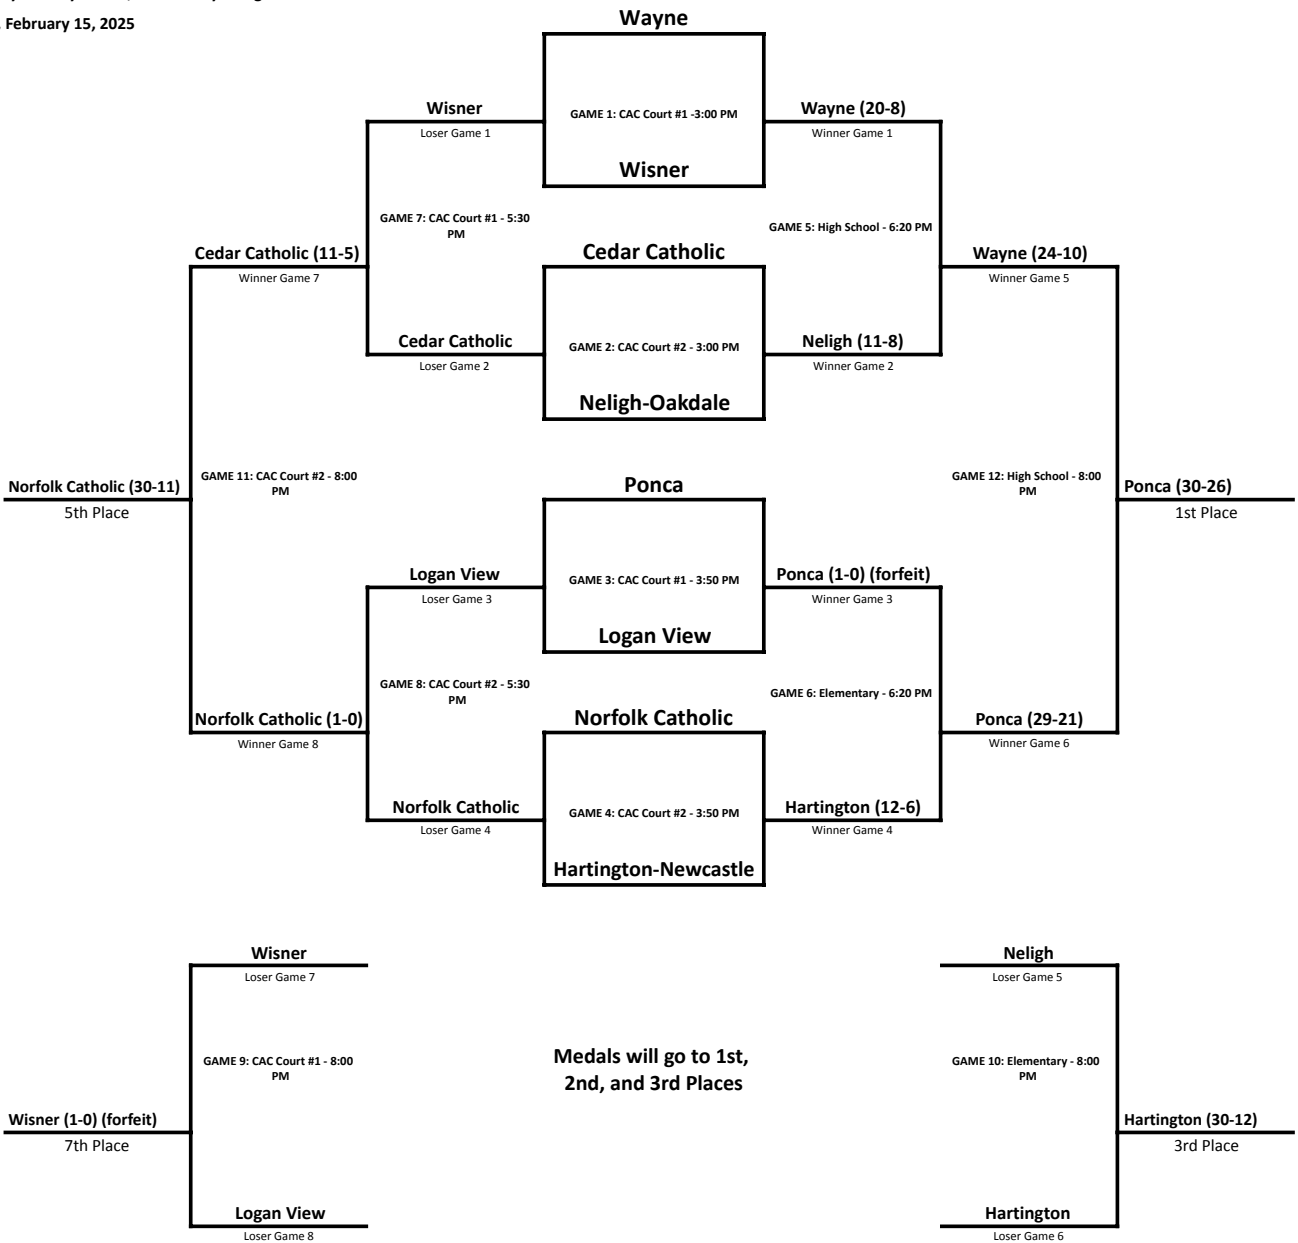 . February 15, 2025
Wayne
Wisner
Loser Game 1
GAME 1: CAC Court #1 -3:00 PM
Wayne (20-8)
Winner Game 1
Wisner
GAME 7: CAC Court #1 - 5:30
PM
GAME 5: High School - 6:20 PM
Cedar Catholic (11-5)
Winner Game 7
Cedar Catholic
Wayne (24-10)
Winner Game 5
Cedar Catholic
Loser Game 2
GAME 2: CAC Court #2 - 3:00 PM
Neligh (11-8)
Winner Game 2
Neligh-Oakdale
Norfolk Catholic (30-11)
5th Place
GAME 11: CAC Court #2 - 8:00
PM
Ponca
GAME 12: High School - 8:00
PM
Ponca (30-26)
1st Place
Logan View
Loser Game 3
GAME 3: CAC Court #1 - 3:50 PM
Ponca (1-0) (forfeit)
Winner Game 3
Logan View
GAME 8: CAC Court #2 - 5:30
PM
GAME 6: Elementary - 6:20 PM
Norfolk Catholic (1-0)
Winner Game 8
Norfolk Catholic
Ponca (29-21)
Winner Game 6
Norfolk Catholic
Loser Game 4
GAME 4: CAC Court #2 - 3:50 PM
Hartington (12-6)
Winner Game 4
Hartington-Newcastle
Wisner
Loser Game 7
Neligh
Loser Game 5
GAME 9: CAC Court #1 - 8:00
PM
Medals will go to 1st,
2nd, and 3rd Places
GAME 10: Elementary - 8:00
PM
Wisner (1-0) (forfeit)
7th Place
Hartington (30-12)
3rd Place
Logan View
Loser Game 8
Hartington
Loser Game 6